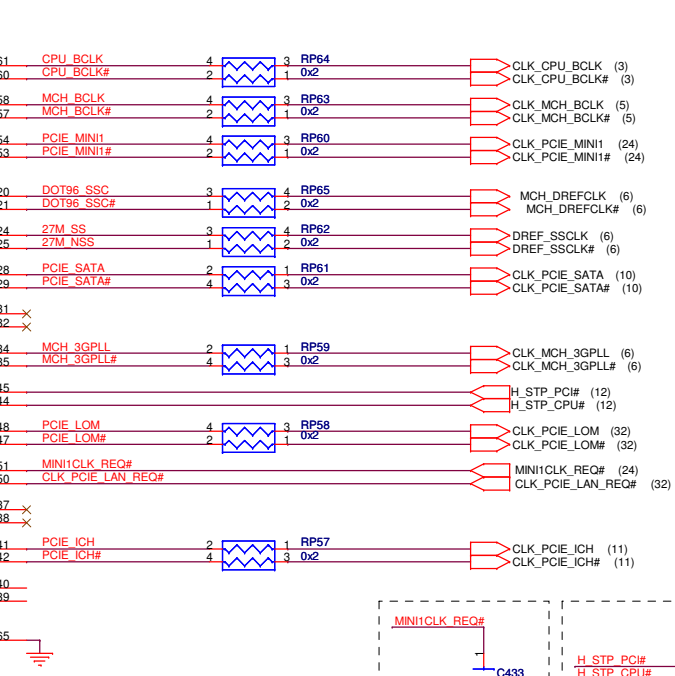 61 CPU_BCLK 4 3 RP64 CLK_CPU_BCLK (3)
60 CPU_BCLK# 2 1 0x2 CLK_CPU_BCLK# (3)
58 MCH_BCLK 4 3 RP63 CLK_MCH_BCLK (5)
57 MCH_BCLK# 2 1 0x2 CLK_MCH_BCLK# (5)
54 PCIE_MINI1 4 3 RP60 CLK_PCIE_MINI1 (24)
53 PCIE_MINI1# 2 1 0x2 CLK_PCIE_MINI1# (24)
20 DOT96_SSC 3 4 RP65 MCH_DREFCLK (6)
21 DOT96_SSC# 1 2 0x2 MCH_DREFCLK# (6)
24 27M_SS 3 4 RP62 DREF_SSCLK (6)
25 27M_NSS 1 2 0x2 DREF_SSCLK# (6)
28 PCIE_SATA 2 1 RP61 CLK_PCIE_SATA (10)
29 PCIE_SATA# 4 3 0x2 CLK_PCIE_SATA# (10)
31
32
34 MCH_3GPLL 2 1 RP59 CLK_MCH_3GPLL (6)
35 MCH_3GPLL# 4 3 0x2 CLK_MCH_3GPLL# (6)
45 H_STP_PCI# (12)
44 H_STP_CPU# (12)
48 PCIE_LOM 4 3 RP58 CLK_PCIE_LOM (32)
47 PCIE_LOM# 2 1 0x2 CLK_PCIE_LOM# (32)
51 MINI1CLK_REQ# MINI1CLK_REQ# (24)
50 CLK_PCIE_LAN_REQ# CLK_PCIE_LAN_REQ# (32)
37
38
41 PCIE_ICH 2 1 RP57 CLK_PCIE_ICH (11)
42 PCIE_ICH# 4 3 0x2 CLK_PCIE_ICH# (11)
40
39
65
MINI1CLK_REQ#
1
C433
H_STP_PCI#
H_STP_CPU#